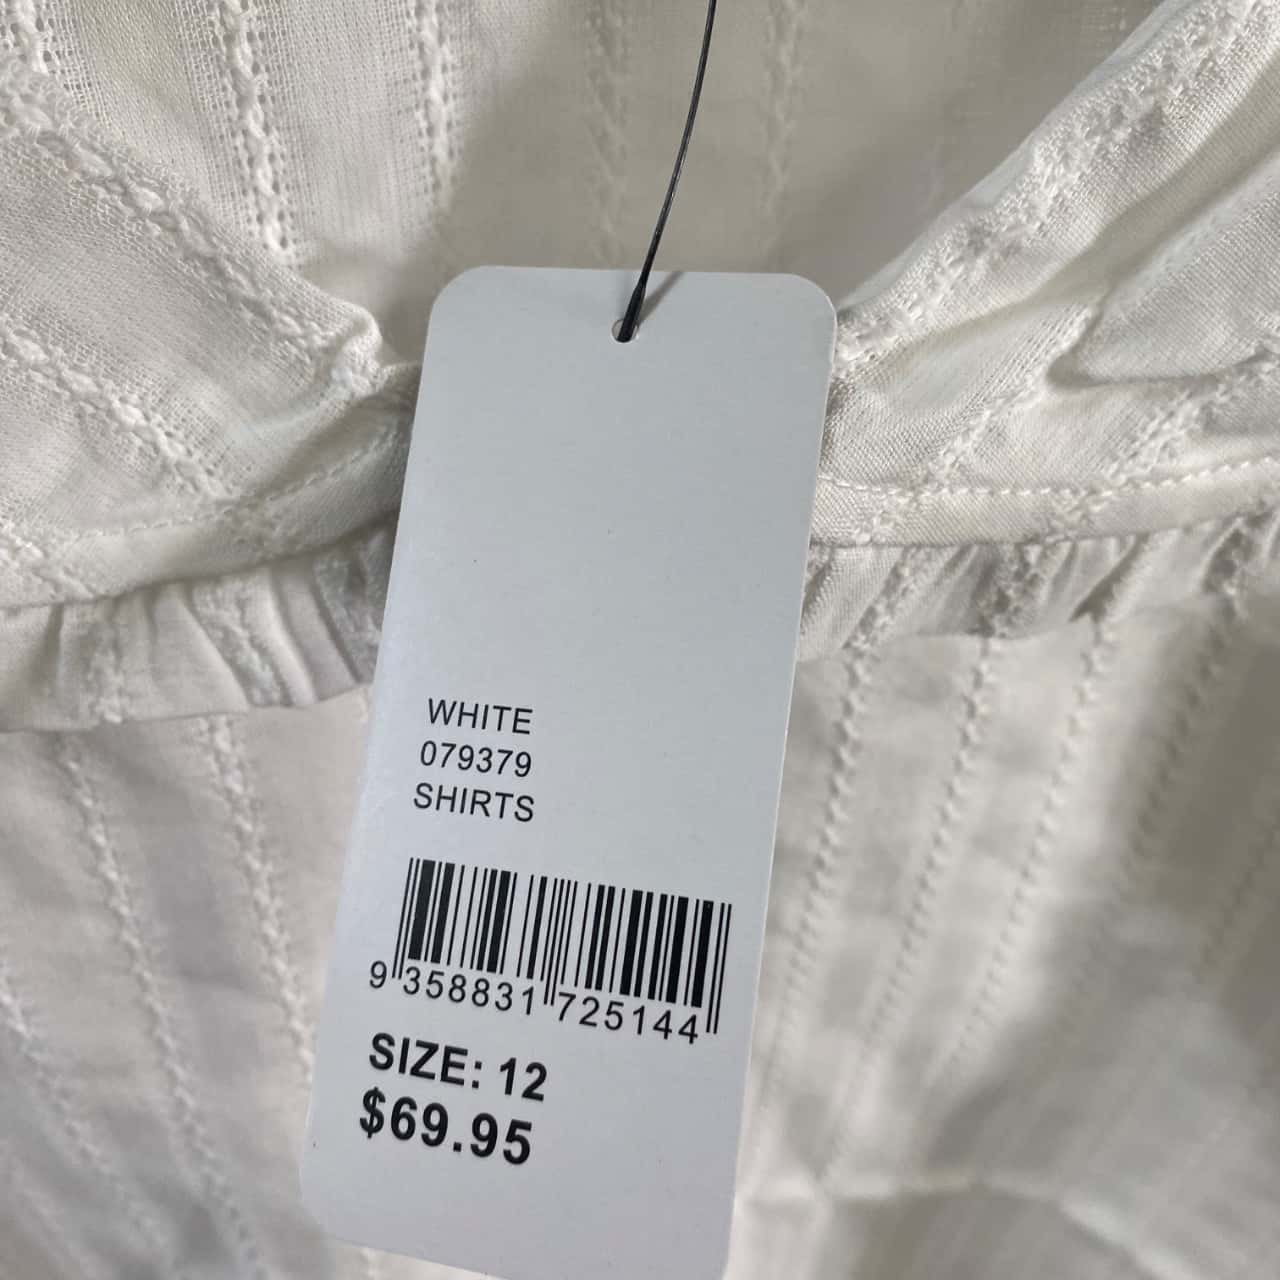 WHITE
079379
SHIRTS
9 358831 725144
SIZE: 12
$69.95